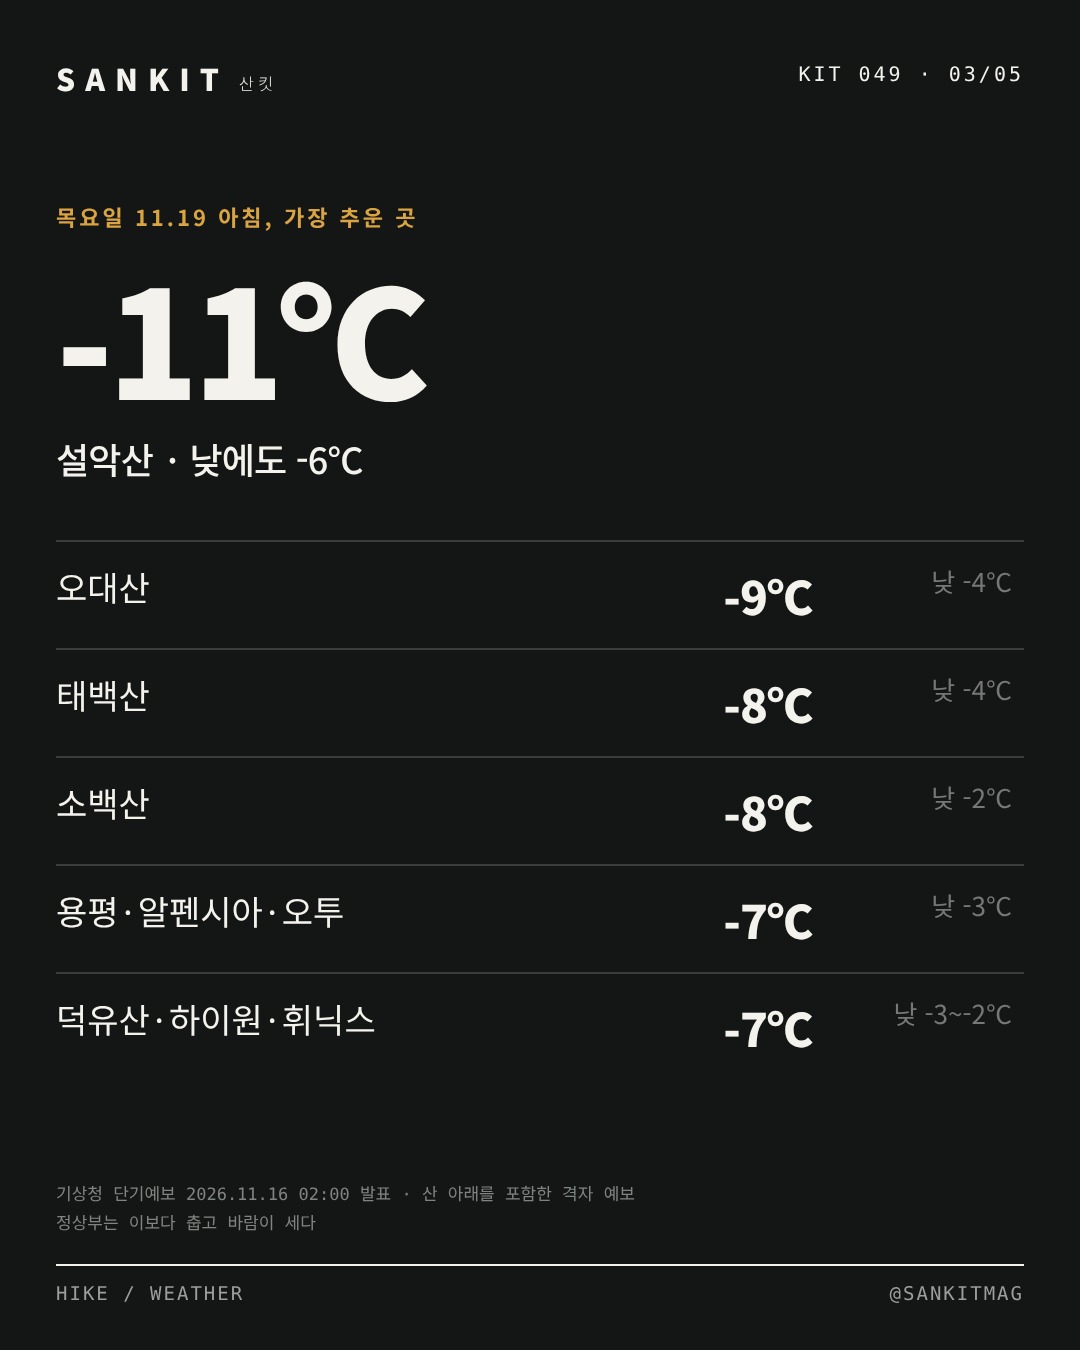 SANKIT 산킷
KIT 049 · 03/05
목요일 11.19 아침, 가장 추운 곳
-11℃
설악산 · 낮에도 -6℃
오대산 -9℃ 낮 -4℃
태백산 -8℃ 낮 -4℃
소백산 -8℃ 낮 -2℃
용평·알펜시아·오투 -7℃ 낮 -3℃
덕유산·하이원·휘닉스 -7℃ 낮 -3~-2℃
기상청 단기예보 2026.11.16 02:00 발표 · 산 아래를 포함한 격자 예보
정상부는 이보다 춥고 바람이 세다
HIKE / WEATHER
@SANKITMAG